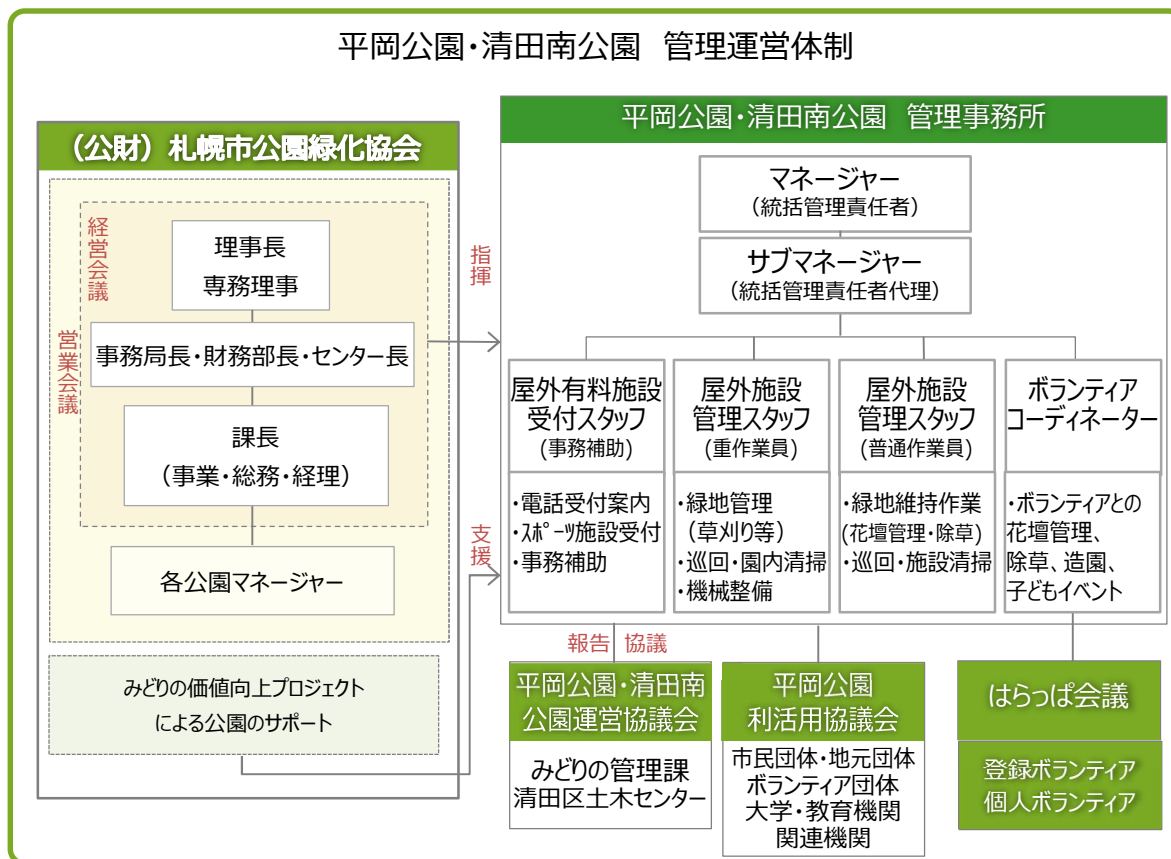 平岡公園・清田南公園 管理運営体制
(公財)札幌市公園緑化協会
経営会議
営業会議
理事長
専務理事
事務局長・財務部長・センター長
課長
(事業・総務・経理)
各公園マネージャー
みどりの価値向上プロジェクト
による公園のサポート
指揮
支援
平岡公園・清田南公園 管理事務所
マネージャー
(統括管理責任者)
サブマネージャー
(統括管理責任者代理)
屋外有料施設
受付スタッフ
(事務補助)
・電話受付案内
・スポーツ施設受付
・事務補助
屋外施設
管理スタッフ
(重作業員)
・緑地管理
(草刈り等)
・巡回・園内清掃
・機械整備
屋外施設
管理スタッフ
(普通作業員)
・緑地維持作業
(花壇管理・除草)
・巡回・施設清掃
ボランティア
コーディネーター
・ボランティアとの
花壇管理、
除草、造園、
子どもイベント
報告 協議
平岡公園・清田南
公園運営協議会
みどりの管理課
清田区土木センター
平岡公園
利活用協議会
市民団体・地元団体
ボランティア団体
大学・教育機関
関連機関
はらっぱ会議
登録ボランティア
個人ボランティア